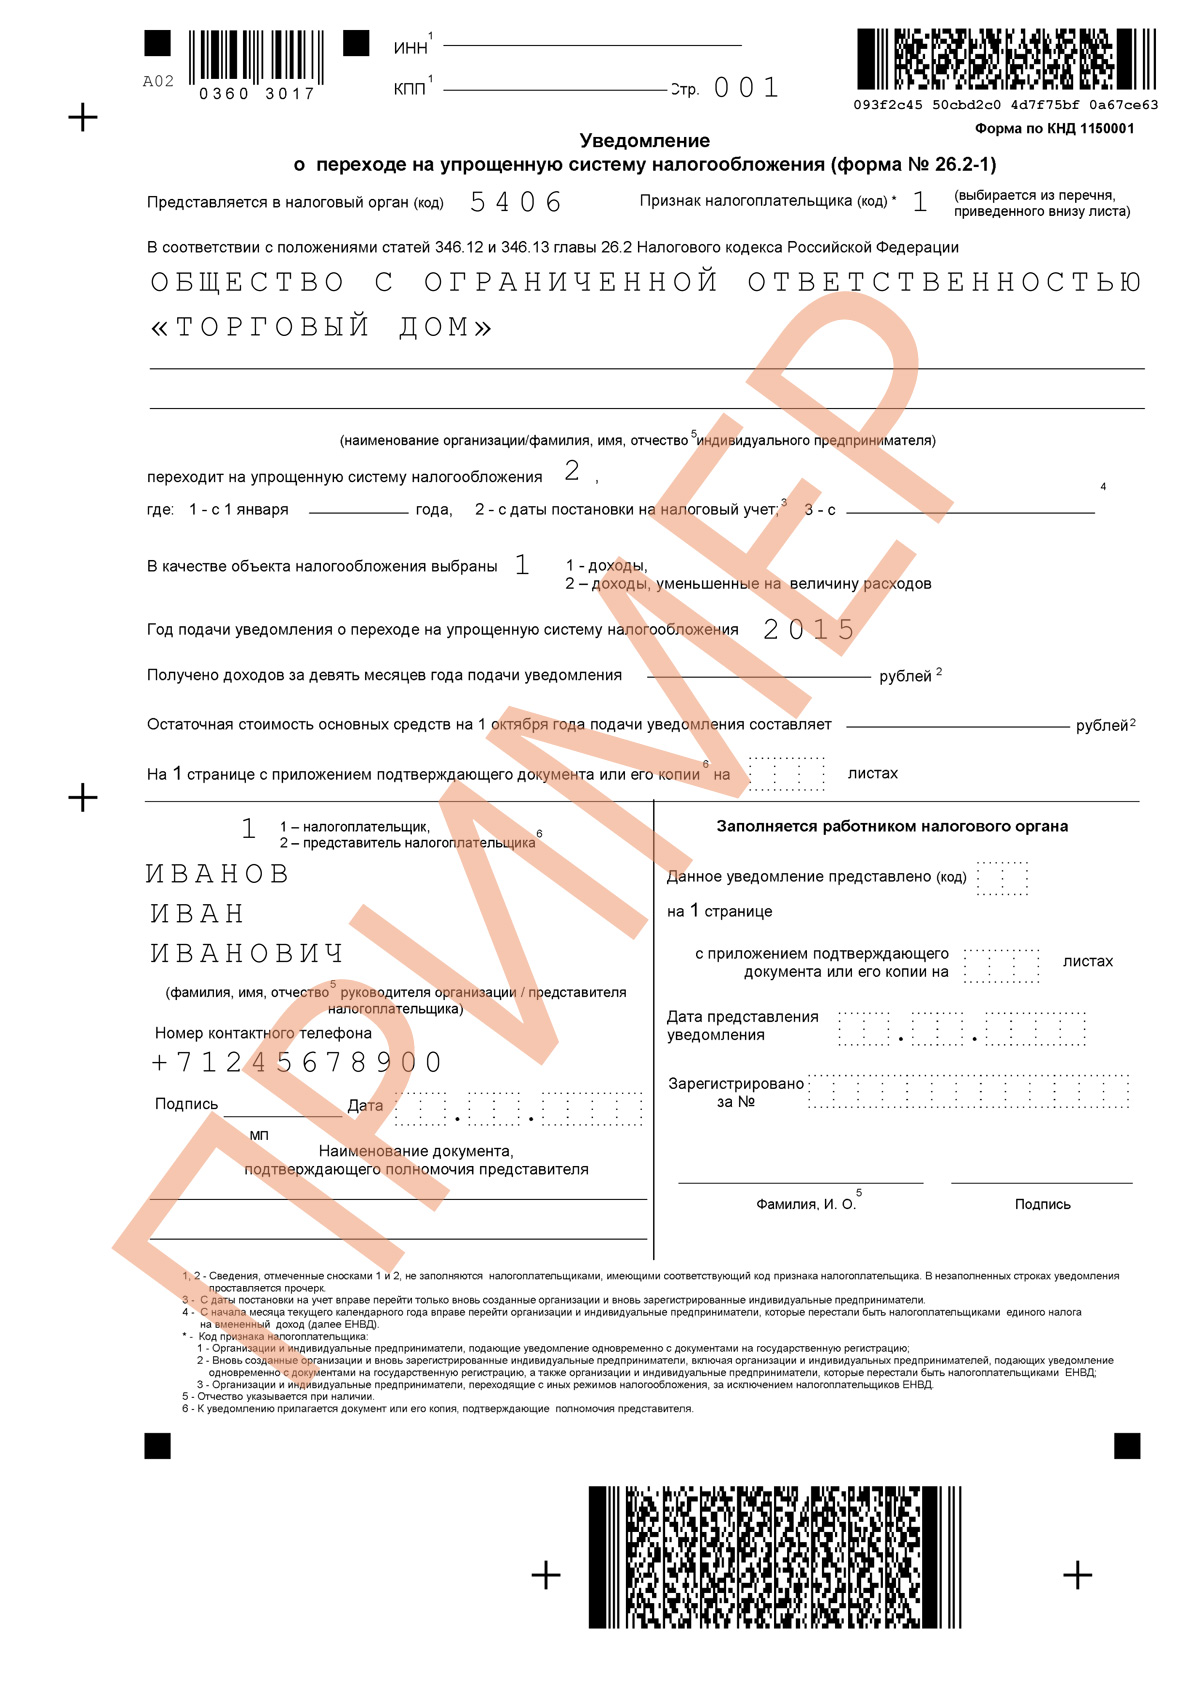 ИНН 1
А02
0360 3017
КПП 1 Стр. 001
093f2c45 50cbd2c0 4d7f75bf 0a67ce63
Форма по КНД 1150001
Уведомление
о переходе на упрощенную систему налогообложения (форма № 26.2-1)
Представляется в налоговый орган (код) 5406 Признак налогоплательщика (код) * 1 (выбирается из перечня,
приведенного внизу листа)
В соответствии с положениями статей 346.12 и 346.13 главы 26.2 Налогового кодекса Российской Федерации
ОБЩЕСТВО С ОГРАНИЧЕННОЙ ОТВЕТСТВЕННОСТЬЮ
«ТОРГОВЫЙ ДОМ»
(наименование организации/фамилия, имя, отчество 5 индивидуального предпринимателя)
переходит на упрощенную систему налогообложения 2 ,
где: 1 - с 1 января года, 2 - с даты постановки на налоговый учет; 3 3 - с 4
В качестве объекта налогообложения выбраны 1 1 - доходы,
2 – доходы, уменьшенные на величину расходов
Год подачи уведомления о переходе на упрощенную систему налогообложения 2015
Получено доходов за девять месяцев года подачи уведомления рублей 2
Остаточная стоимость основных средств на 1 октября года подачи уведомления составляет рублей 2
На 1 странице с приложением подтверждающего документа или его копии 6 на листах
1 1 – налогоплательщик,
2 – представитель налогоплательщика 6
ИВАНОВ
ИВАН
ИВАНОВИЧ
(фамилия, имя, отчество 5 руководителя организации / представителя
налогоплательщика)
Номер контактного телефона
+71245678900
Подпись Дата . .
МП
Наименование документа,
подтверждающего полномочия представителя
Заполняется работником налогового органа
Данное уведомление представлено (код)
на 1 странице
с приложением подтверждающего
документа или его копии на листах
Дата представления
уведомления . .
Зарегистрировано
за №
Фамилия, И. О. 5 Подпись
1, 2 - Сведения, отмеченные сносками 1 и 2, не заполняются налогоплательщиками, имеющими соответствующий код признака налогоплательщика. В незаполненных строках уведомления
проставляется прочерк.
3 - С даты постановки на учет вправе перейти только вновь созданные организации и вновь зарегистрированные индивидуальные предприниматели.
4 - С начала месяца текущего календарного года вправе перейти организации и индивидуальные предприниматели, которые перестали быть налогоплательщиками единого налога
на вмененный доход (далее ЕНВД).
* - Код признака налогоплательщика:
1 - Организации и индивидуальные предприниматели, подающие уведомление одновременно с документами на государственную регистрацию;
2 - Вновь созданные организации и вновь зарегистрированные индивидуальные предприниматели, включая организации и индивидуальных предпринимателей, подающих уведомление
одновременно с документами на государственную регистрацию, а также организации и индивидуальные предприниматели, которые перестали быть налогоплательщиками ЕНВД;
3 - Организации и индивидуальные предприниматели, переходящие с иных режимов налогообложения, за исключением налогоплательщиков ЕНВД.
5 - Отчество указывается при наличии.
6 - К уведомлению прилагается документ или его копия, подтверждающие полномочия представителя.
ПРИМЕР